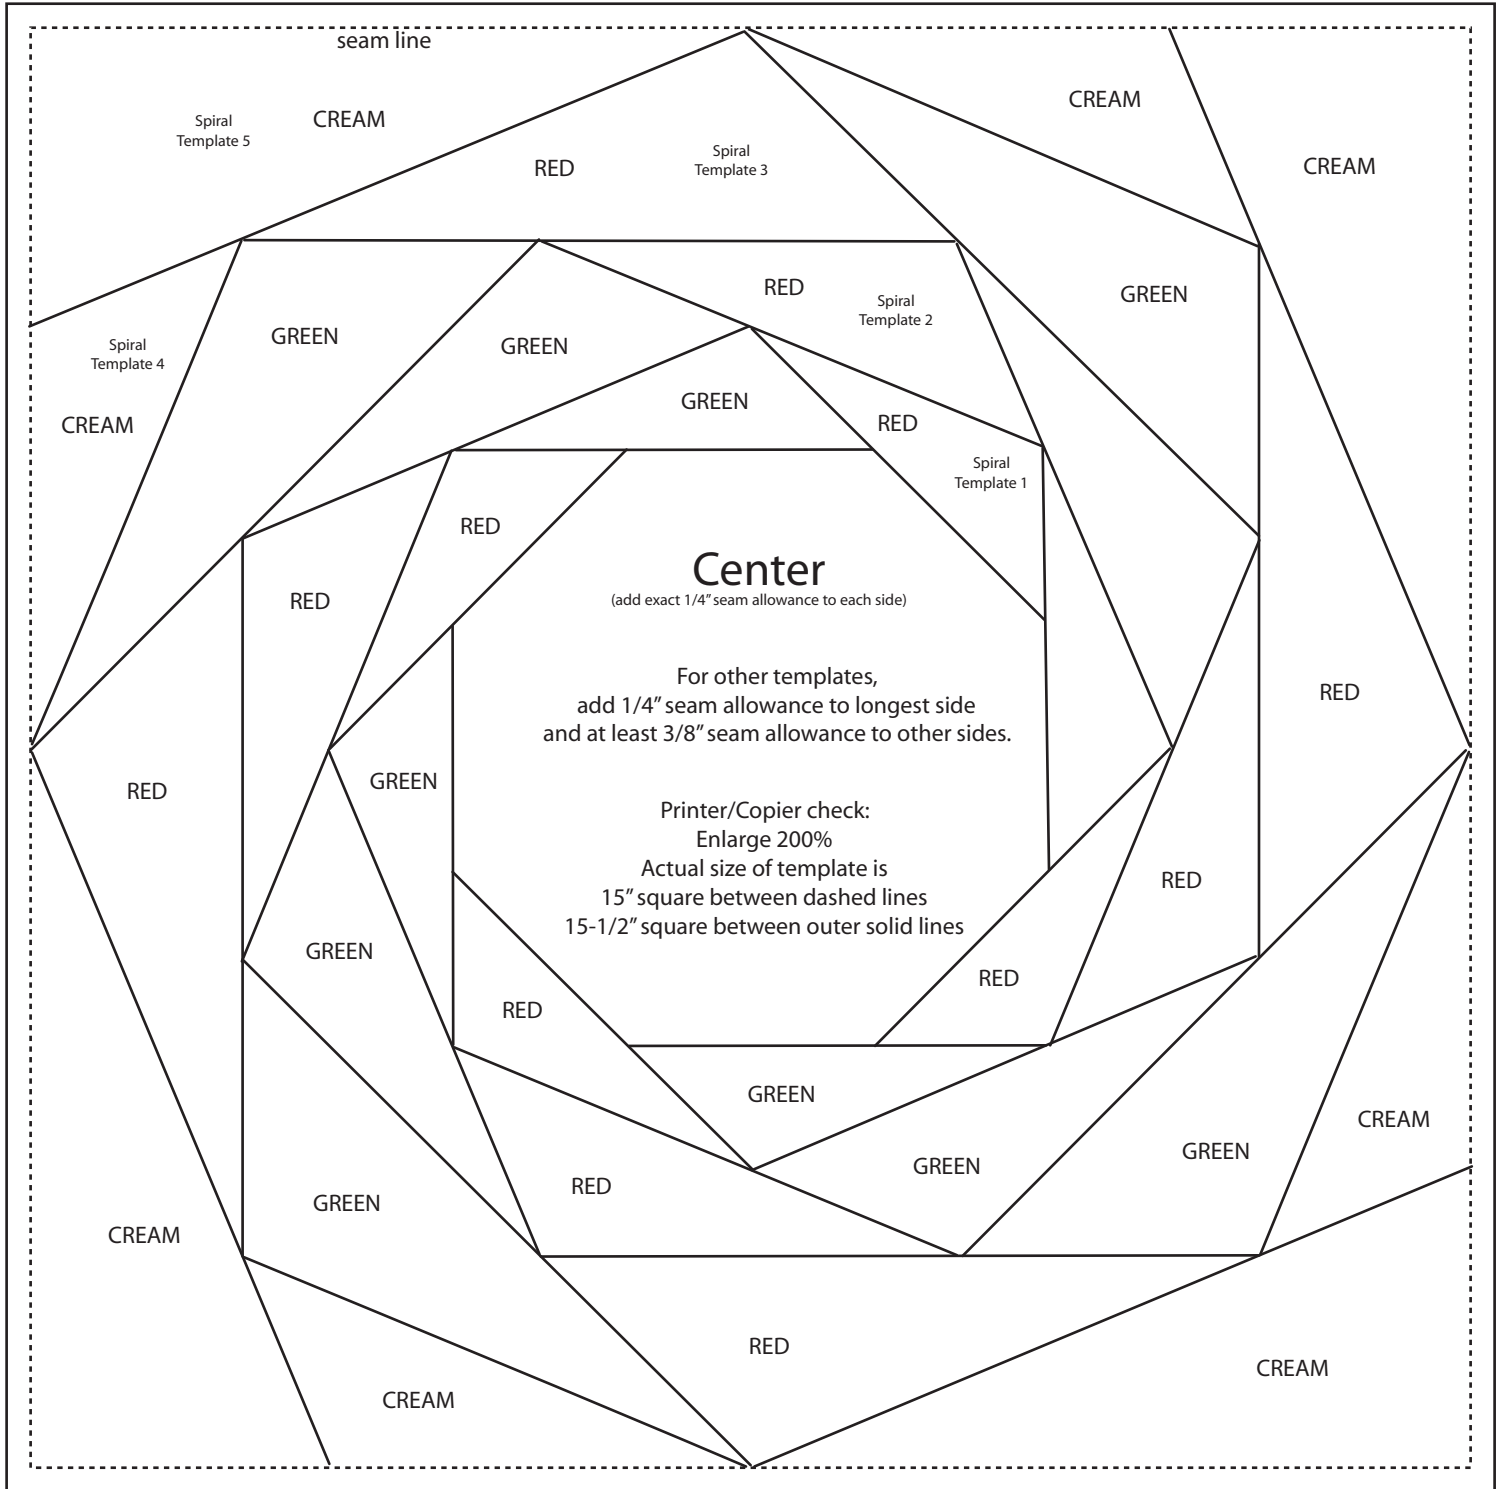 seam line
CREAM
CREAM
Spiral
Template 5
Spiral
Template 3
RED
CREAM
RED
Spiral
Template 2
GREEN
GREEN
GREEN
Spiral
Template 4
CREAM
GREEN
RED
Spiral
Template 1
RED
Center
(add exact 1/4" seam allowance to each side)
RED
For other templates,
add 1/4" seam allowance to longest side
and at least 3/8" seam allowance to other sides.
RED
RED
GREEN
Printer/Copier check:
Enlarge 200%
Actual size of template is
15" square between dashed lines
15-1/2" square between outer solid lines
RED
GREEN
RED
RED
GREEN
CREAM
GREEN
GREEN
RED
GREEN
CREAM
RED
CREAM
CREAM